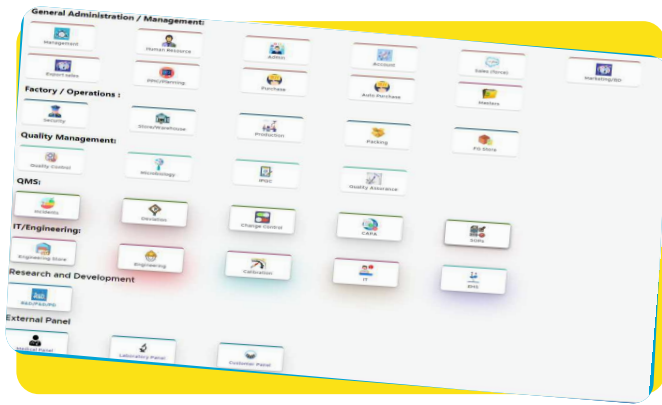 General Administration / Management:
Management Human Resource Admin Account Sales (force) Marketing/BD
Export sales PPIC/Planning Purchase Auto Purchase Masters
Factory / Operations :
Security Store/Warehouse Production Packing FG Store
Quality Management:
Quality Control Microbiology IPQC Quality Assurance
QMS:
Incidents Deviation Change Control CAPA SOPs
IT/Engineering:
Engineering Store Engineering Calibration IT BMS
Research and Development
External Panel
Medical Panel Laboratory Panel Customer Panel